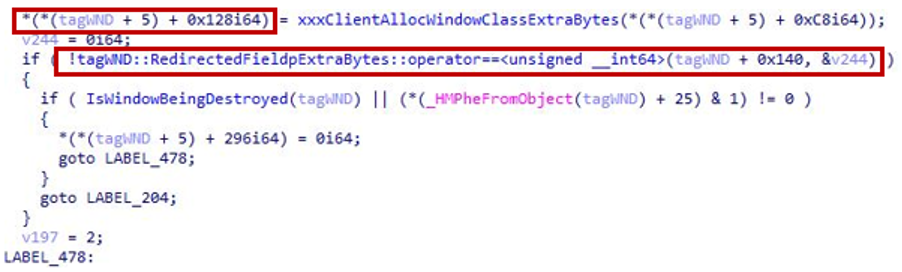 *(*(tagWND + 5) + 0x128i64) = xxxClientAllocWindowClassExtraBytes(*(*(tagWND + 5) + 0xC8i64));
v244 = 0i64;
if ( !tagWND::RedirectedFieldpExtraBytes::operator==<unsigned __int64>(tagWND + 0x140, &v244) )
{
if ( IsWindowBeingDestroyed(tagWND) || (*(_HMPheFromObject(tagWND) + 25) & 1) != 0 )
{
*(*(tagWND + 5) + 296i64) = 0i64;
goto LABEL_478;
}
goto LABEL_204;
}
v197 = 2;
LABEL_478: